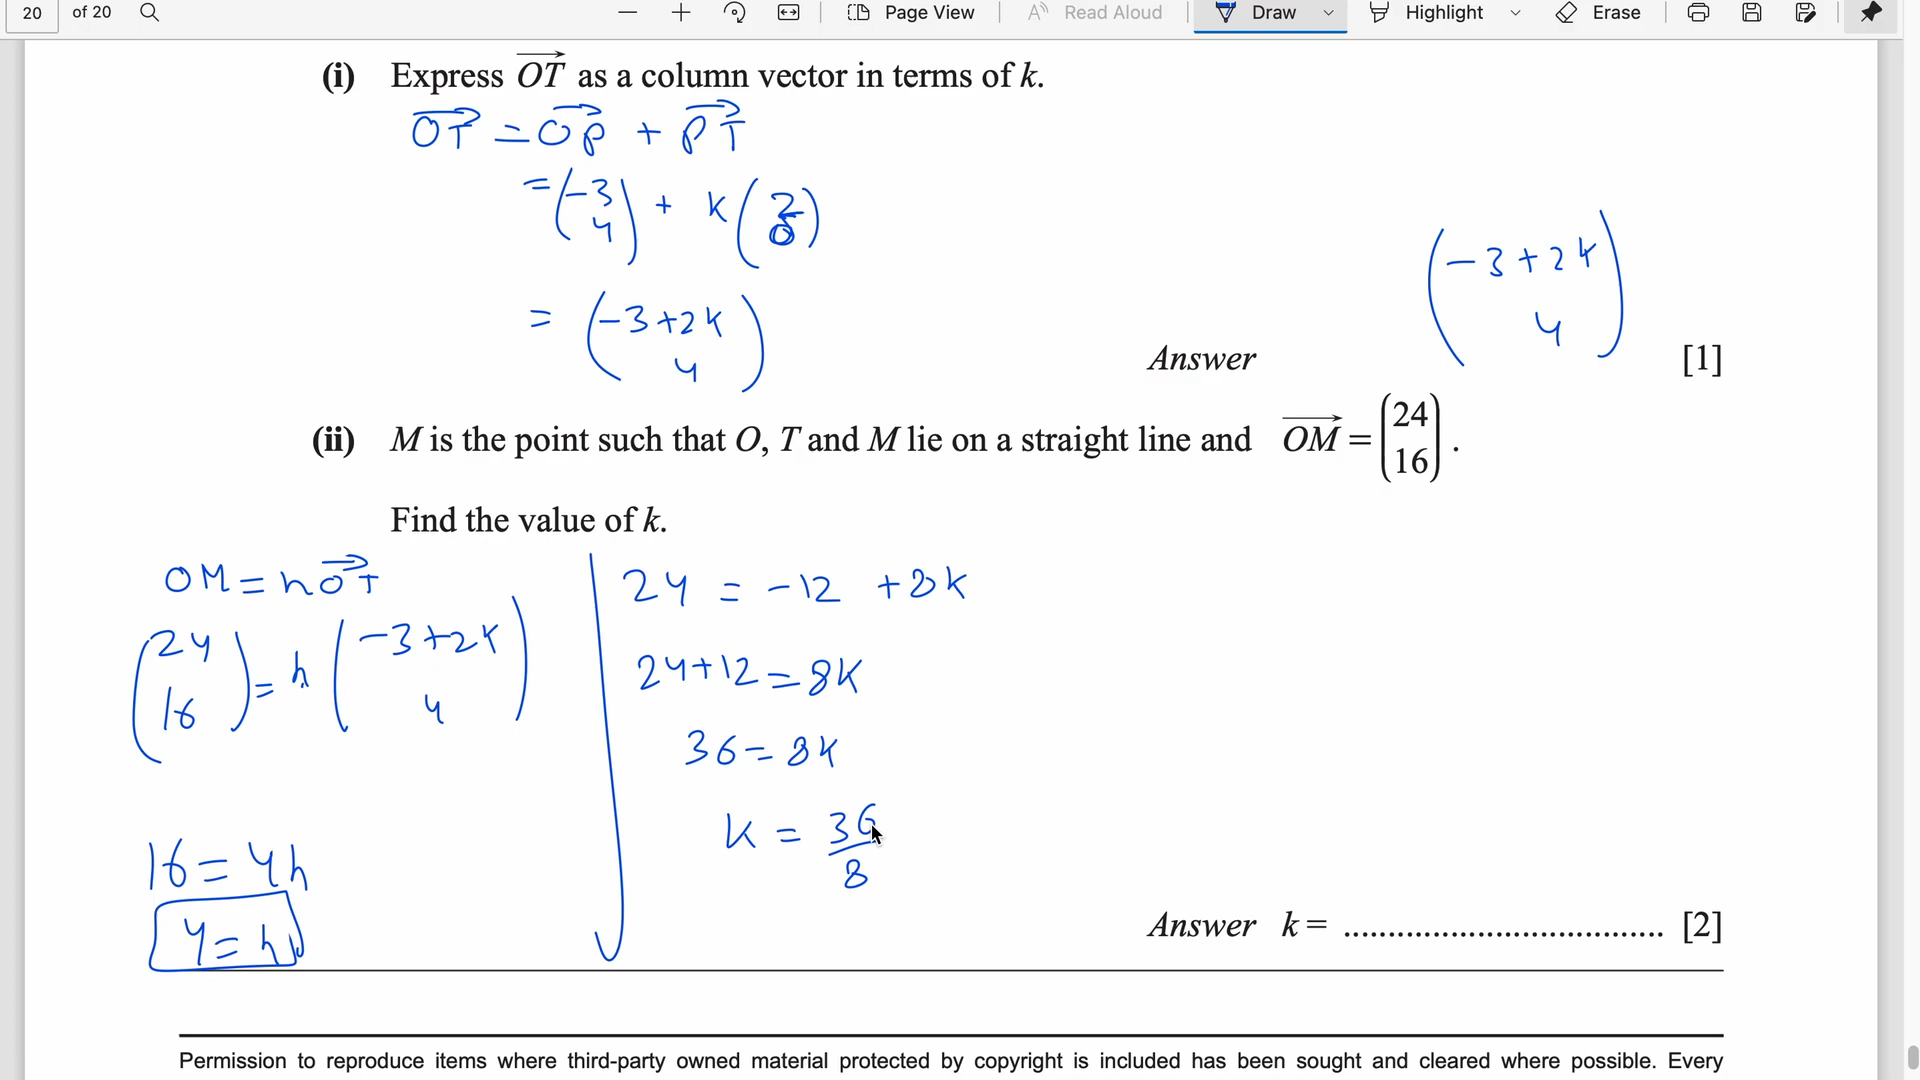 20 of 20 Page View Read Aloud Draw Highlight Erase
(i) Express OT as a column vector in terms of k.
OT = OP + PT
= (-3 4) + k (2 0)
= (-3+2k 4)
(-3+2k 4)
Answer [1]
(ii) M is the point such that O, T and M lie on a straight line and OM = (24 16) .
Find the value of k.
OM = h OT
(24 16) = h (-3+2k 4)
16 = 4h
4 = h
24 = -12 + 8k
24+12 = 8k
36 = 8k
k = 36/8
Answer k = .................................. [2]
Permission to reproduce items where third-party owned material protected by copyright is included has been sought and cleared where possible. Every